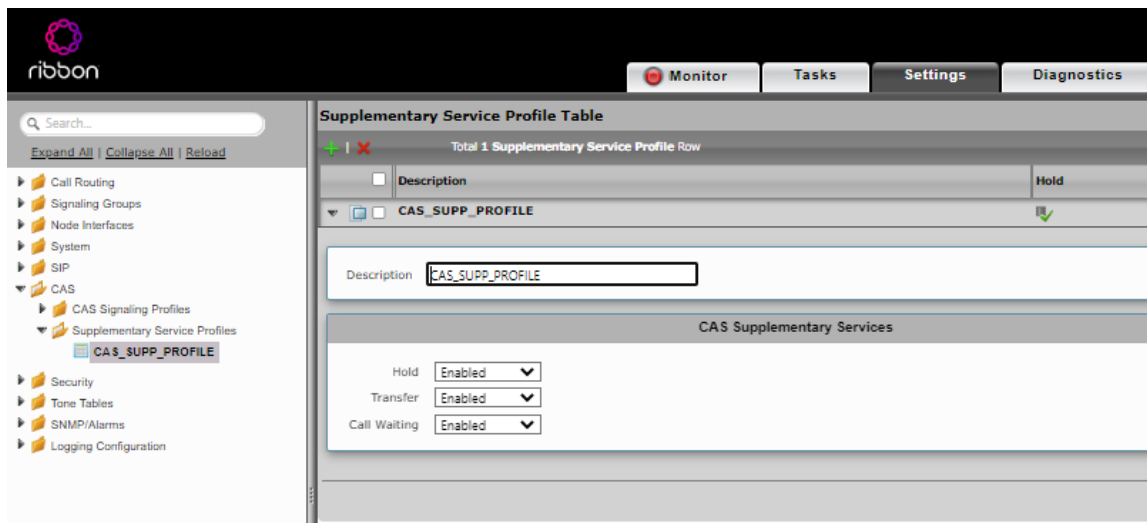 ribbon
Monitor
Tasks
Settings
Diagnostics
Search...
Expand All | Collapse All | Reload
Call Routing
Signaling Groups
Node Interfaces
System
SIP
CAS
CAS Signaling Profiles
Supplementary Service Profiles
CAS_SUPP_PROFILE
Security
Tone Tables
SNMP/Alarms
Logging Configuration
Supplementary Service Profile Table
Total 1 Supplementary Service Profile Row
Description Hold
CAS_SUPP_PROFILE
Description CAS_SUPP_PROFILE
CAS Supplementary Services
Hold Enabled
Transfer Enabled
Call Waiting Enabled